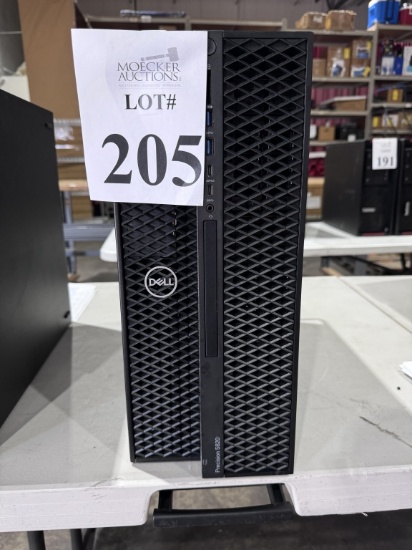 MOECKER
AUCTIONS
LOT#
205
191
DELL
Precision 5820